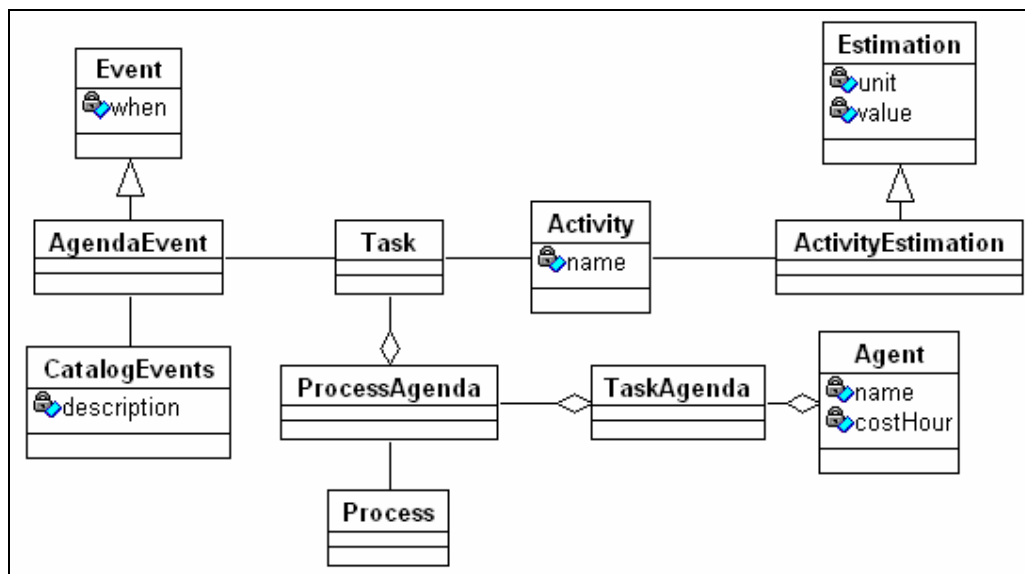 Event
when
Estimation
unit
value
AgendaEvent
Task
Activity
name
ActivityEstimation
CatalogEvents
description
ProcessAgenda
TaskAgenda
Agent
name
costHour
Process